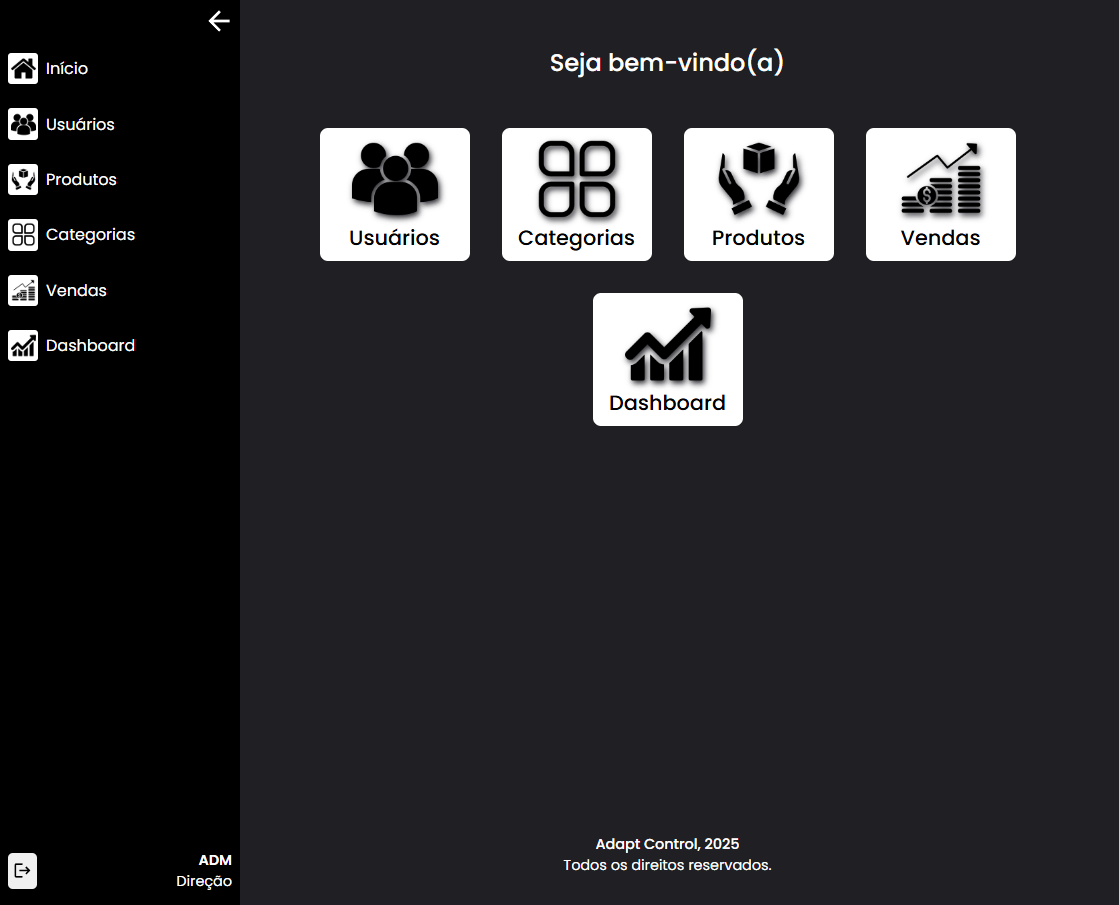 Início
Usuários
Produtos
Categorias
Vendas
Dashboard
ADM
Direção
Seja bem-vindo(a)
Usuários
Categorias
Produtos
$
Vendas
Dashboard
Adapt Control, 2025
Todos os direitos reservados.